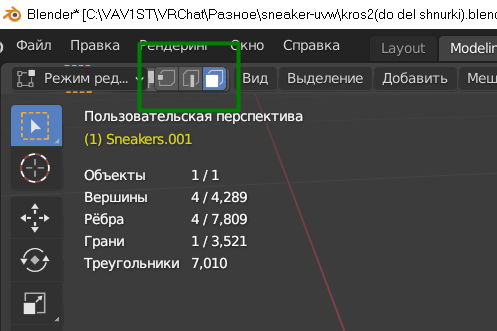 Blender* [C:\VAV1ST\VRChat\Разное\sneaker-uvw\kros2(do del shnurki).blen
Файл Правка Рендеринг Окно Справка Layout Modelin
Режим ред... Вид Выделение Добавить Меш
Пользовательская перспектива
(1) Sneakers.001
Объекты 1 / 1
Вершины 4 / 4,289
Рёбра 4 / 7,809
Грани 1 / 3,521
Треугольники 7,010